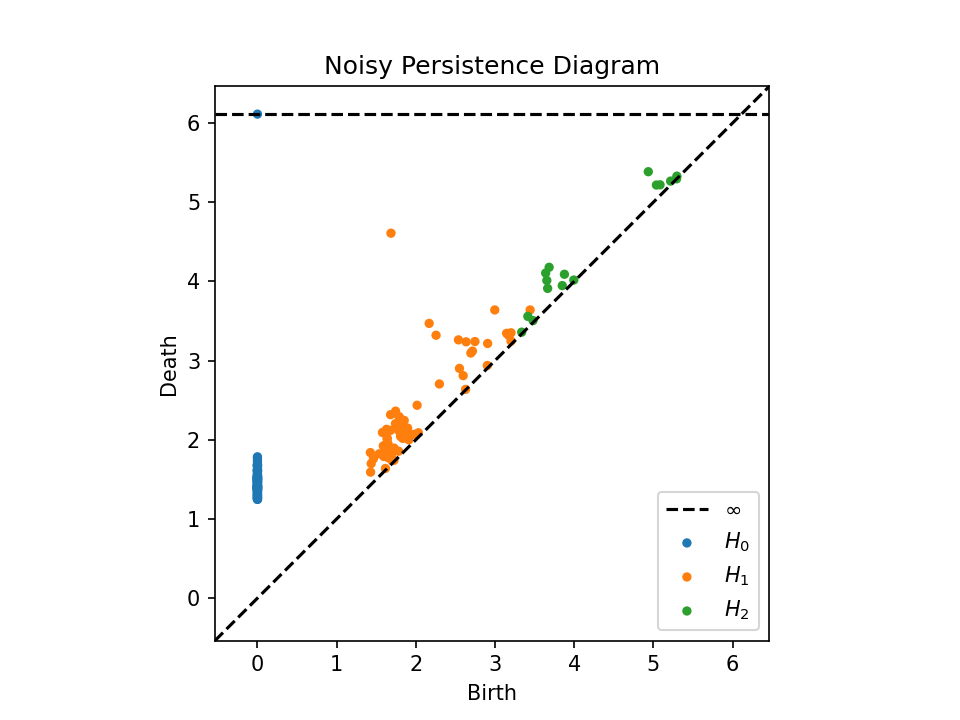 Noisy Persistence Diagram
Death
6
5
4
3
2
1
0
0 1 2 3 4 5 6
Birth
∞
H₀
H₁
H₂